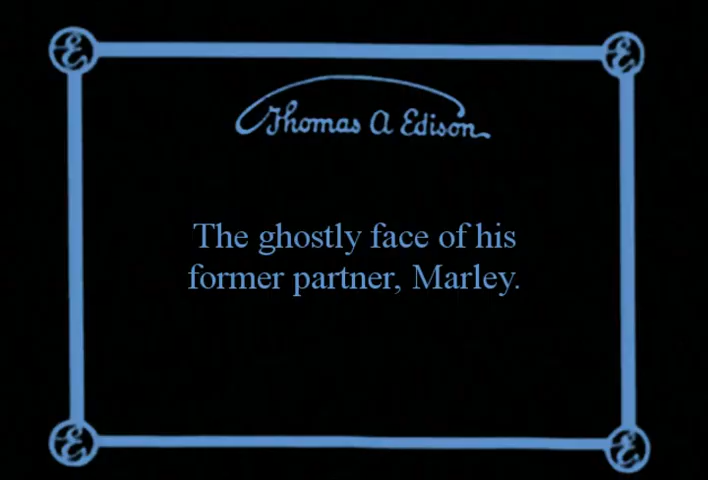 E E
Thomas A Edison
The ghostly face of his
former partner, Marley.
E E